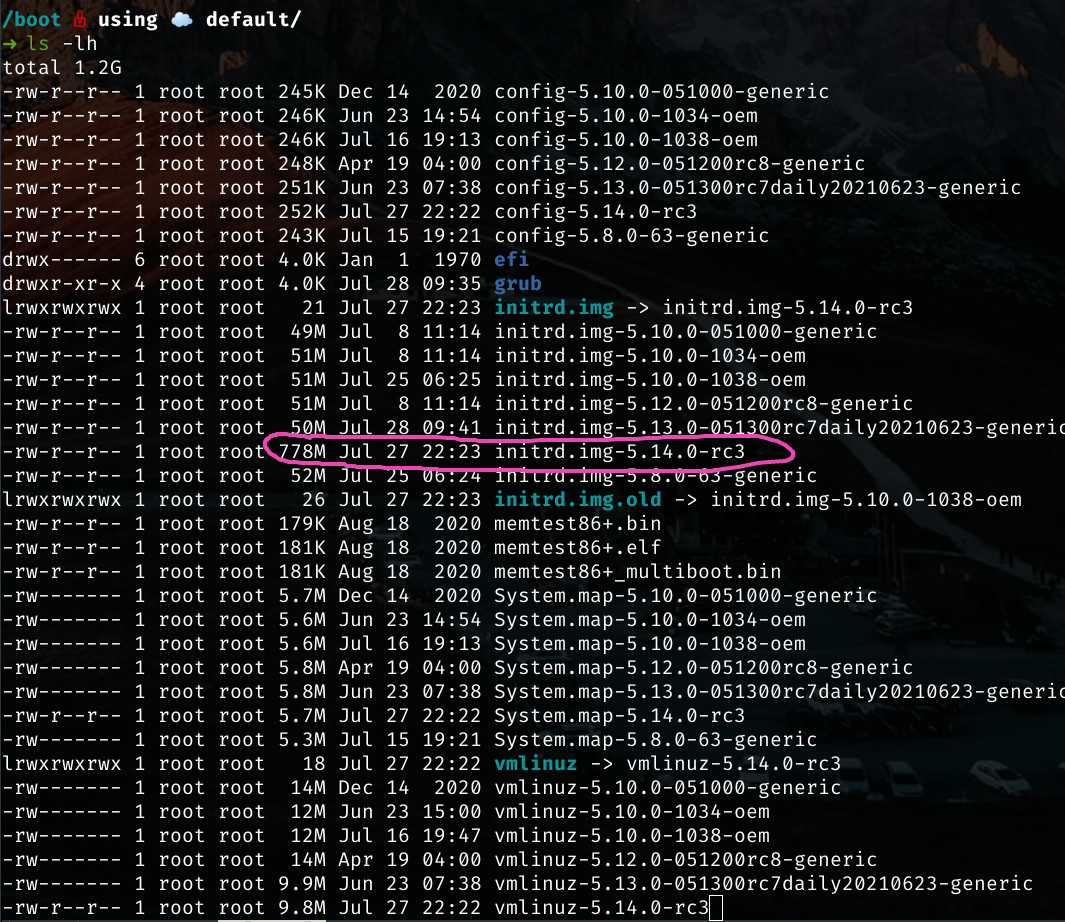 /boot using default/
→ ls -lh
total 1.2G
-rw-r--r-- 1 root root 245K Dec 14  2020 config-5.10.0-051000-generic
-rw-r--r-- 1 root root 246K Jun 23 14:54 config-5.10.0-1034-oem
-rw-r--r-- 1 root root 246K Jul 16 19:13 config-5.10.0-1038-oem
-rw-r--r-- 1 root root 248K Apr 19 04:00 config-5.12.0-051200rc8-generic
-rw-r--r-- 1 root root 251K Jun 23 07:38 config-5.13.0-051300rc7daily20210623-generic
-rw-r--r-- 1 root root 252K Jul 27 22:22 config-5.14.0-rc3
-rw-r--r-- 1 root root 243K Jul 15 19:21 config-5.8.0-63-generic
drwx------ 6 root root 4.0K Jan  1  1970 efi
drwxr-xr-x 4 root root 4.0K Jul 28 09:35 grub
lrwxrwxrwx 1 root root   21 Jul 27 22:23 initrd.img -> initrd.img-5.14.0-rc3
-rw-r--r-- 1 root root  49M Jul  8 11:14 initrd.img-5.10.0-051000-generic
-rw-r--r-- 1 root root  51M Jul  8 11:14 initrd.img-5.10.0-1034-oem
-rw-r--r-- 1 root root  51M Jul 25 06:25 initrd.img-5.10.0-1038-oem
-rw-r--r-- 1 root root  51M Jul  8 11:14 initrd.img-5.12.0-051200rc8-generic
-rw-r--r-- 1 root root  50M Jul 28 09:41 initrd.img-5.13.0-051300rc7daily20210623-generic
-rw-r--r-- 1 root root 778M Jul 27 22:23 initrd.img-5.14.0-rc3
-rw-r--r-- 1 root root  52M Jul 25 06:24 initrd.img-5.8.0-63-generic
lrwxrwxrwx 1 root root   26 Jul 27 22:23 initrd.img.old -> initrd.img-5.10.0-1038-oem
-rw-r--r-- 1 root root 179K Aug 18  2020 memtest86+.bin
-rw-r--r-- 1 root root 181K Aug 18  2020 memtest86+.elf
-rw-r--r-- 1 root root 181K Aug 18  2020 memtest86+_multiboot.bin
-rw------- 1 root root 5.7M Dec 14  2020 System.map-5.10.0-051000-generic
-rw------- 1 root root 5.6M Jun 23 14:54 System.map-5.10.0-1034-oem
-rw------- 1 root root 5.6M Jul 16 19:13 System.map-5.10.0-1038-oem
-rw------- 1 root root 5.8M Apr 19 04:00 System.map-5.12.0-051200rc8-generic
-rw------- 1 root root 5.8M Jun 23 07:38 System.map-5.13.0-051300rc7daily20210623-generic
-rw-r--r-- 1 root root 5.7M Jul 27 22:22 System.map-5.14.0-rc3
-rw------- 1 root root 5.3M Jul 15 19:21 System.map-5.8.0-63-generic
lrwxrwxrwx 1 root root   18 Jul 27 22:22 vmlinuz -> vmlinuz-5.14.0-rc3
-rw------- 1 root root  14M Dec 14  2020 vmlinuz-5.10.0-051000-generic
-rw------- 1 root root  12M Jun 23 15:00 vmlinuz-5.10.0-1034-oem
-rw------- 1 root root  12M Jul 16 19:47 vmlinuz-5.10.0-1038-oem
-rw------- 1 root root  14M Apr 19 04:00 vmlinuz-5.12.0-051200rc8-generic
-rw------- 1 root root 9.9M Jun 23 07:38 vmlinuz-5.13.0-051300rc7daily20210623-generic
-rw-r--r-- 1 root root 9.8M Jul 27 22:22 vmlinuz-5.14.0-rc3